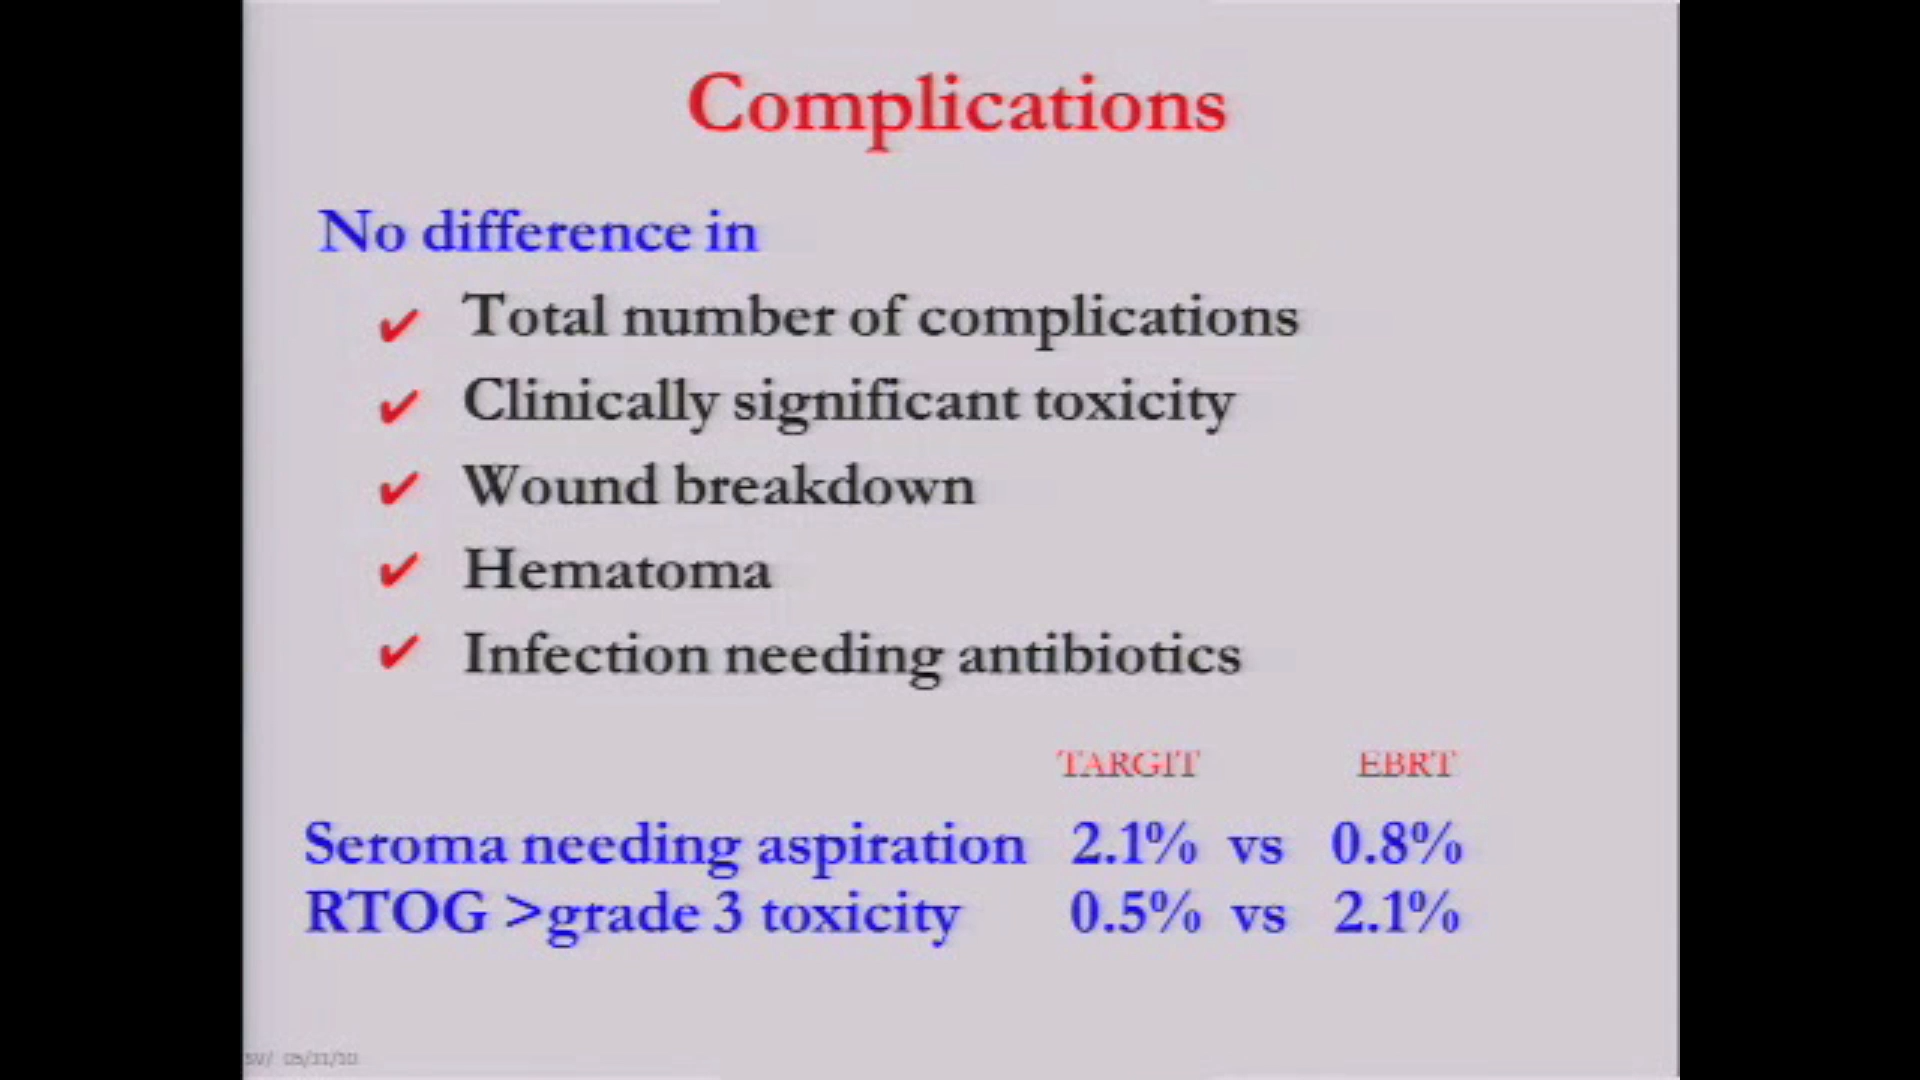 Complications
No difference in
✔ Total number of complications
✔ Clinically significant toxicity
✔ Wound breakdown
✔ Hematoma
✔ Infection needing antibiotics
TARGIT EBRT
Seroma needing aspiration 2.1% vs 0.8%
RTOG >grade 3 toxicity 0.5% vs 2.1%